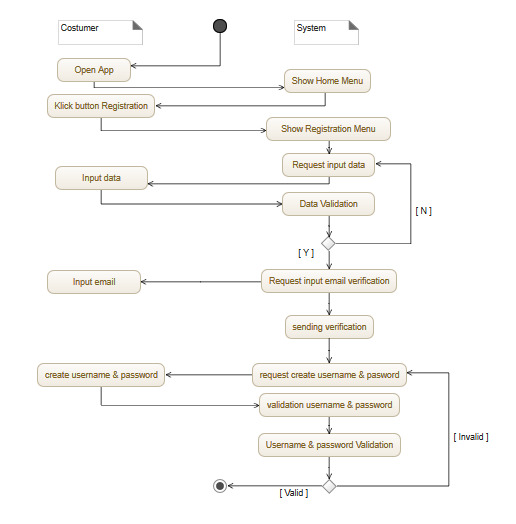 Costumer
System
Open App
Show Home Menu
Klick button Registration
Show Registration Menu
Request input data
Input data
Data Validation
[ N ]
[ Y ]
Input email
Request input email verification
sending verification
create username & password
request create username & pasword
validation username & password
Username & password Validation
[ Invalid ]
[ Valid ]